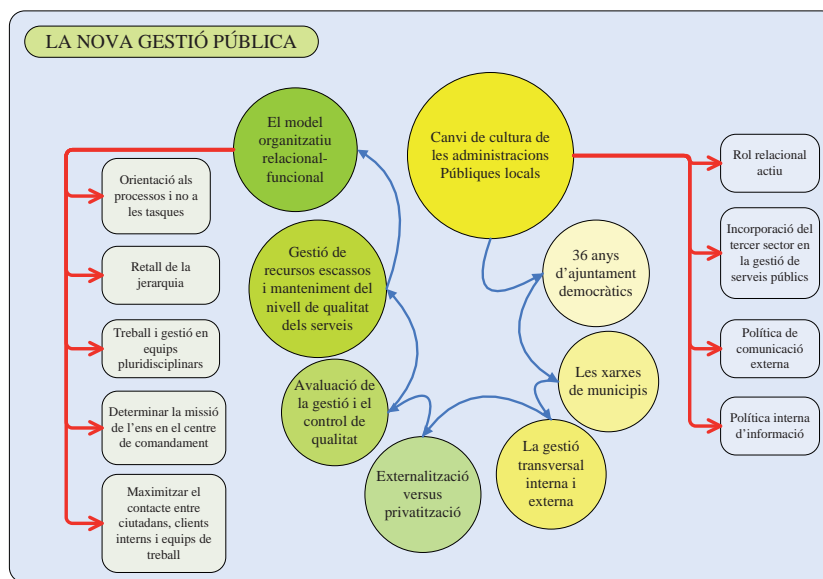 LA NOVA GESTIÓ PÚBLICA
El model
organitzatiu
relacional-
funcional
Orientació als
processos i no a
les tasques
Retall de la
jerarquia
Treball i gestió en
equips
pluridisciplinars
Determinar la missió
de l’ens en el centre
de comandament
Maximitzar el
contacte entre
ciutadans, clients
interns i equips de
treball
Gestió de
recursos escassos
i manteniment del
nivell de qualitat
dels serveis
Avaluació de
la gestió i el
control de
qualitat
Externalització
versus
privatització
La gestió
transversal
interna i
externa
Les xarxes
de municipis
36 anys
d’ajuntament
democràtics
Canvi de cultura de
les administracions
Públiques locals
Rol relacional
actiu
Incorporació del
tercer sector en
la gestió de
serveis públics
Política de
comunicació
externa
Política interna
d’informació